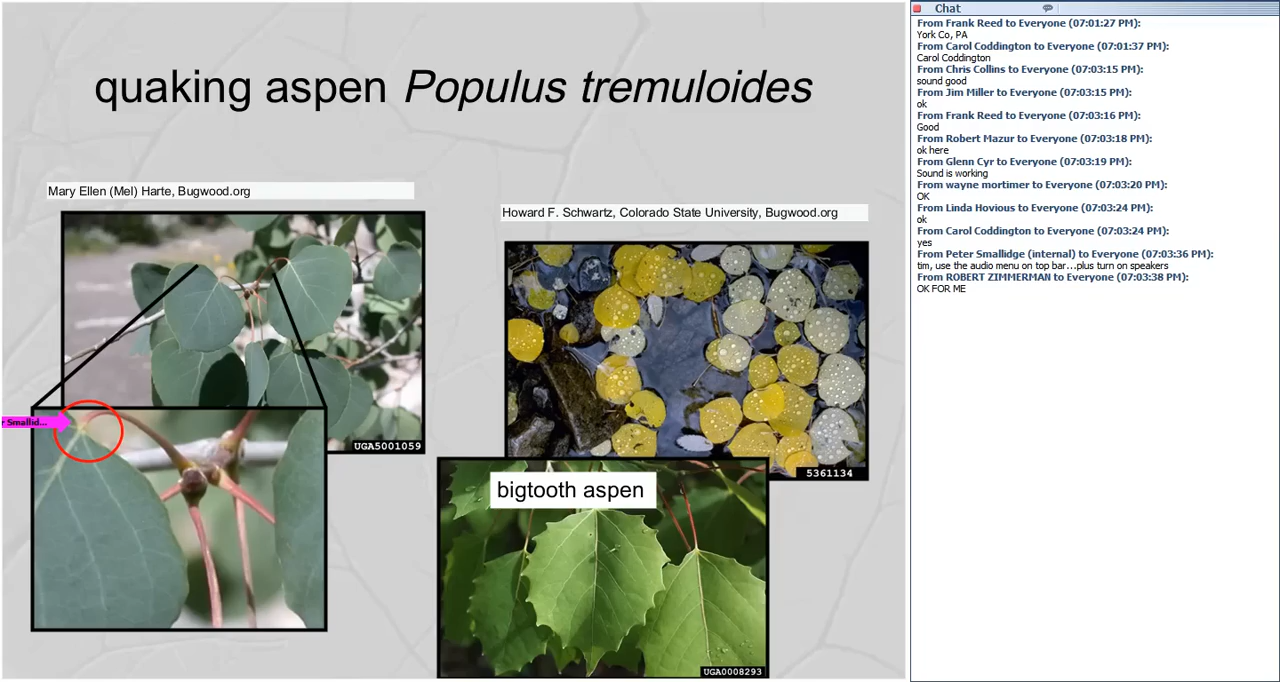 quaking aspen Populus tremuloides
Mary Ellen (Mel) Harte, Bugwood.org
Howard F. Schwartz, Colorado State University, Bugwood.org
UGA5001059
r Smallid...
5361134
bigtooth aspen
UGA0008293
Chat
From Frank Reed to Everyone (07:01:27 PM):
York Co, PA
From Carol Coddington to Everyone (07:01:37 PM):
Carol Coddington
From Chris Collins to Everyone (07:03:15 PM):
sound good
From Jim Miller to Everyone (07:03:15 PM):
ok
From Frank Reed to Everyone (07:03:16 PM):
Good
From Robert Mazur to Everyone (07:03:18 PM):
ok here
From Glenn Cyr to Everyone (07:03:19 PM):
Sound is working
From wayne mortimer to Everyone (07:03:20 PM):
OK
From Linda Hovious to Everyone (07:03:24 PM):
ok
From Carol Coddington to Everyone (07:03:24 PM):
yes
From Peter Smallidge (internal) to Everyone (07:03:36 PM):
tim, use the audio menu on top bar...plus turn on speakers
From ROBERT ZIMMERMAN to Everyone (07:03:38 PM):
OK FOR ME